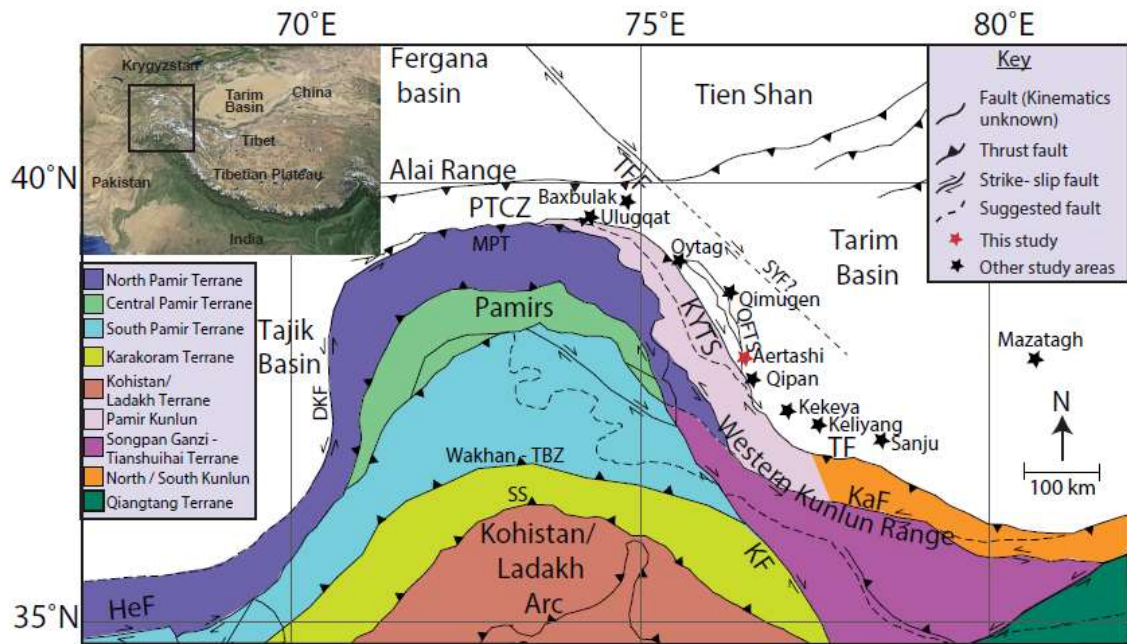 70°E
75°E
80°E
40°N
35°N
Krygyzstan
Tarim
Basin
China
Tibet
Tibetian Plateau
Pakistan
India
Fergana
basin
Tien Shan
Alai Range
TFF
PTCZ
Baxbulak
Ulugqat
MPT
Oytag
Tarim
Basin
SYF?
Qimugen
QFTS
KYTS
Pamirs
Tajik
Basin
Aertashi
Mazatagh
Qipan
DKF
Kekeya
Keliyang
Sanju
TF
Western Kunlun Range
Wakhan - TBZ
SS
KaF
Kohistan/
Ladakh
Arc
KF
HeF
N
100 km
Key
Fault (Kinematics
unknown)
Thrust fault
Strike- slip fault
Suggested fault
This study
Other study areas
North Pamir Terrane
Central Pamir Terrane
South Pamir Terrane
Karakoram Terrane
Kohistan/
Ladakh Terrane
Pamir Kunlun
Songpan Ganzi -
Tianshuihai Terrane
North / South Kunlun
Qiangtang Terrane